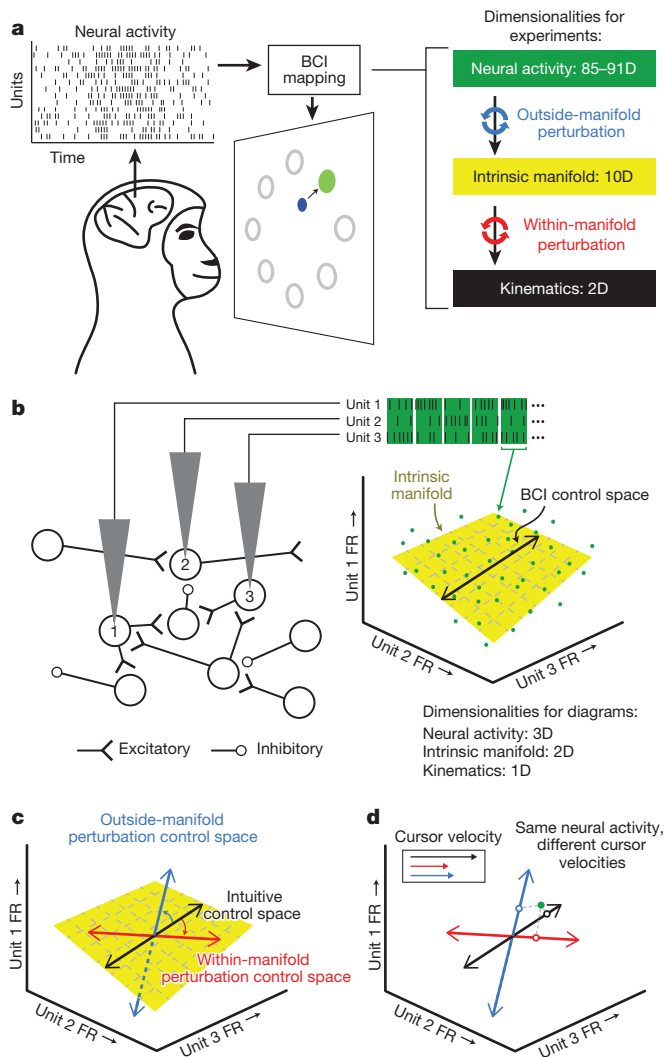 a
Neural activity
Units
Time
BCI
mapping
Dimensionalities for
experiments:
Neural activity: 85–91D
Outside-manifold
perturbation
Intrinsic manifold: 10D
Within-manifold
perturbation
Kinematics: 2D
b
Unit 1
Unit 2
Unit 3
•••
•••
•••
1
2
3
Excitatory
Inhibitory
Intrinsic
manifold
BCI control space
Unit 1 FR →
Unit 2 FR →
Unit 3 FR →
Dimensionalities for diagrams:
Neural activity: 3D
Intrinsic manifold: 2D
Kinematics: 1D
c
Outside-manifold
perturbation control space
Intuitive
control space
Within-manifold
perturbation control space
Unit 1 FR →
Unit 2 FR →
Unit 3 FR →
d
Cursor velocity
Same neural activity,
different cursor
velocities
Unit 1 FR →
Unit 2 FR →
Unit 3 FR →